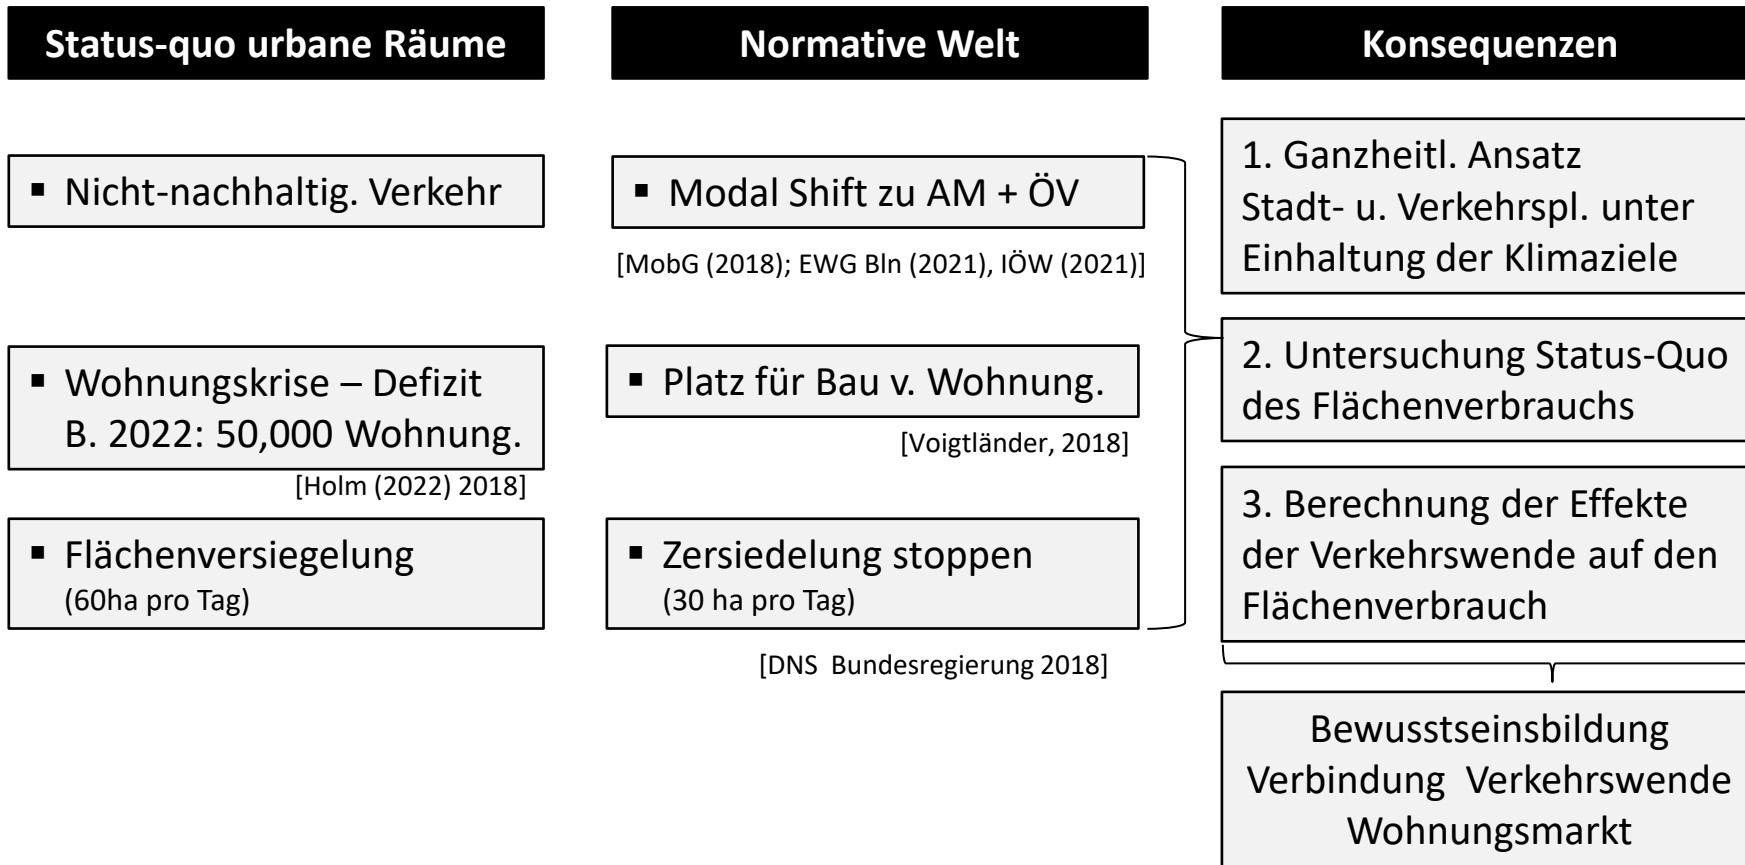 Status-quo urbane Räume
▪ Nicht-nachhaltig. Verkehr
▪ Wohnungskrise – Defizit
B. 2022: 50,000 Wohnung.
[Holm (2022) 2018]
▪ Flächenversiegelung
(60ha pro Tag)
Normative Welt
▪ Modal Shift zu AM + ÖV
[MobG (2018); EWG Bln (2021), IÖW (2021)]
▪ Platz für Bau v. Wohnung.
[Voigtländer, 2018]
▪ Zersiedelung stoppen
(30 ha pro Tag)
[DNS Bundesregierung 2018]
Konsequenzen
1. Ganzheitl. Ansatz
Stadt- u. Verkehrspl. unter
Einhaltung der Klimaziele
2. Untersuchung Status-Quo
des Flächenverbrauchs
3. Berechnung der Effekte
der Verkehrswende auf den
Flächenverbrauch
Bewusstseinsbildung
Verbindung Verkehrswende
Wohnungsmarkt